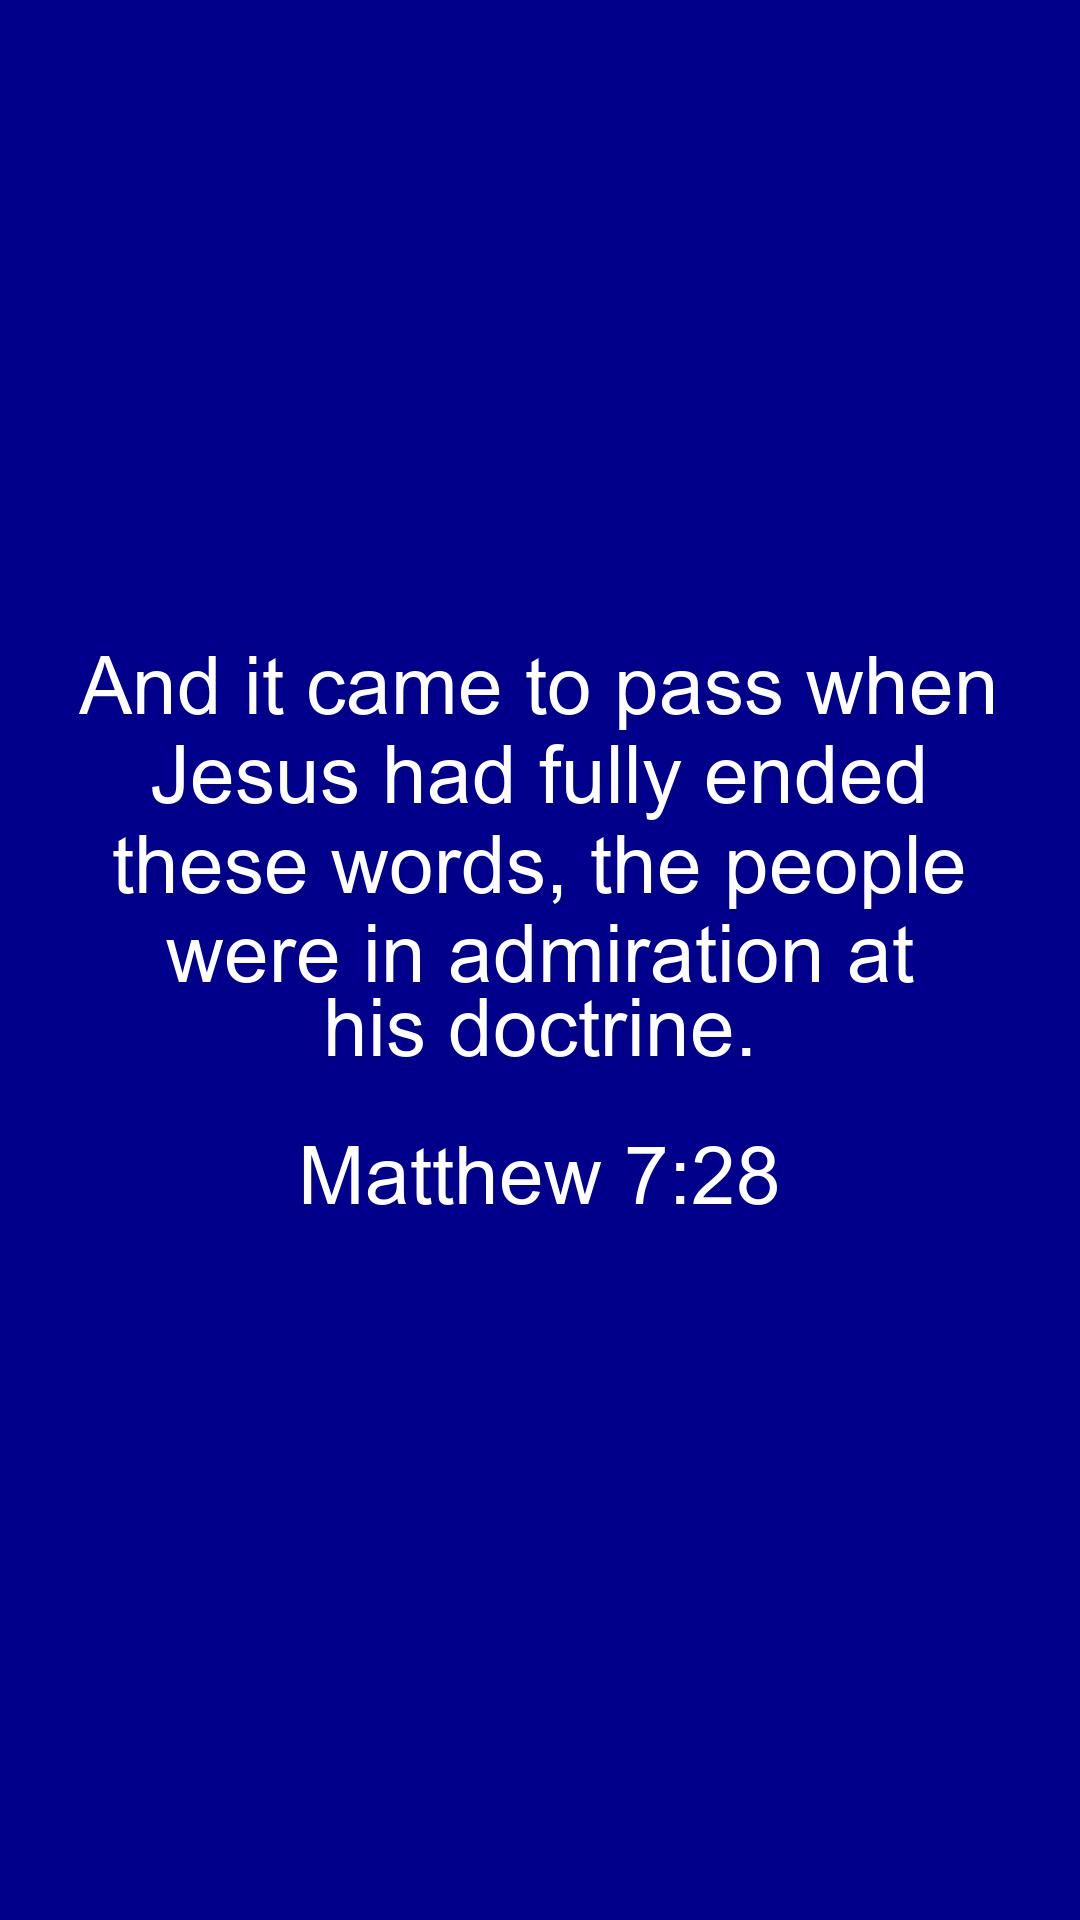 And it came to pass when
Jesus had fully ended
these words, the people
were in admiration at
his doctrine.
Matthew 7:28